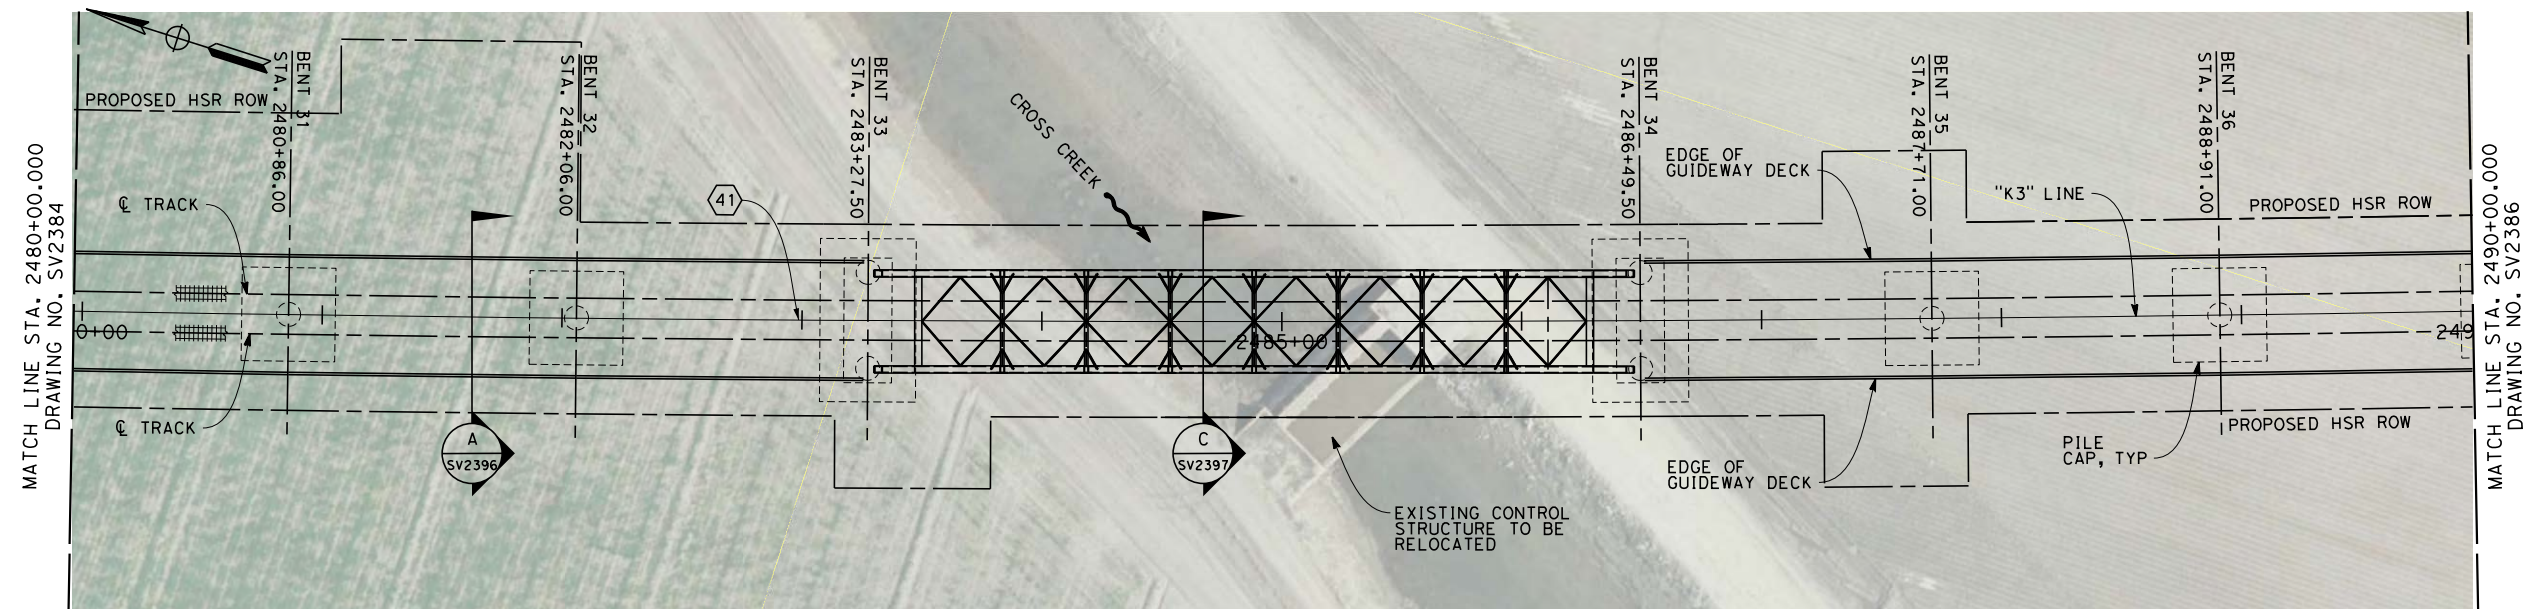 MATCH LINE STA. 2480+00.000
DRAWING NO. SV2384
PROPOSED HSR ROW
BENT 31
STA. 2480+86.00
BENT 32
STA. 2482+06.00
BENT 33
STA. 2483+27.50
CROSS CREEK
BENT 34
STA. 2486+49.50
BENT 35
STA. 2487+71.00
BENT 36
STA. 2488+91.00
EDGE OF
GUIDEWAY DECK
"K3" LINE
PROPOSED HSR ROW
℄ TRACK
41
0+00
2485+00
249
℄ TRACK
A
SV2396
C
SV2397
EXISTING CONTROL
STRUCTURE TO BE
RELOCATED
EDGE OF
GUIDEWAY DECK
PILE
CAP, TYP
PROPOSED HSR ROW
MATCH LINE STA. 2490+00.000
DRAWING NO. SV2386